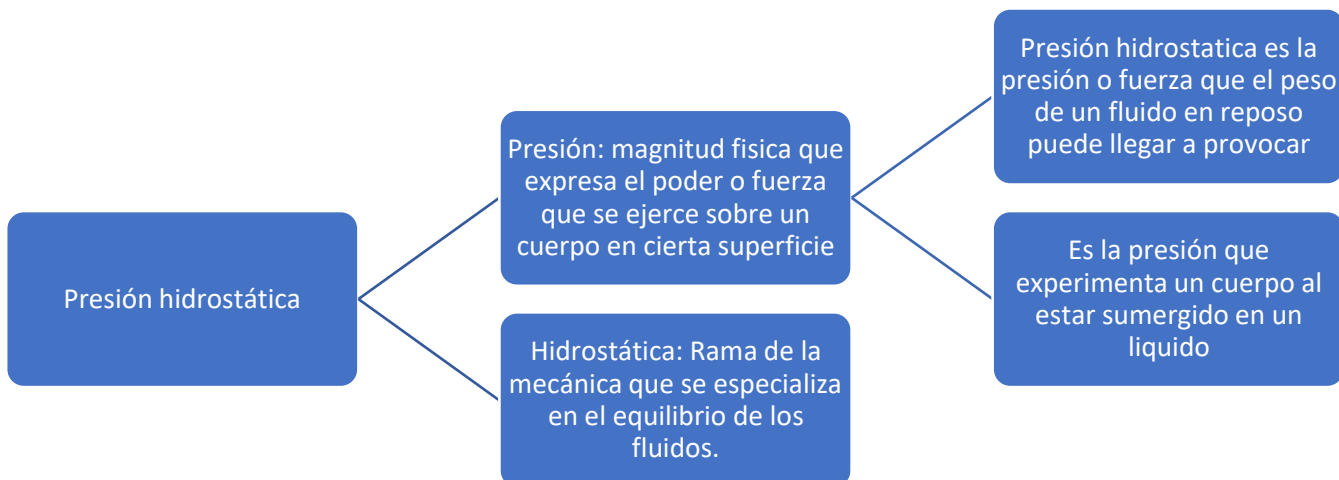 Presión hidrostática
Presión: magnitud fisica que
expresa el poder o fuerza
que se ejerce sobre un
cuerpo en cierta superficie
Hidrostática: Rama de la
mecánica que se especializa
en el equilibrio de los
fluidos.
Presión hidrostatica es la
presión o fuerza que el peso
de un fluido en reposo
puede llegar a provocar
Es la presión que
experimenta un cuerpo al
estar sumergido en un
liquido